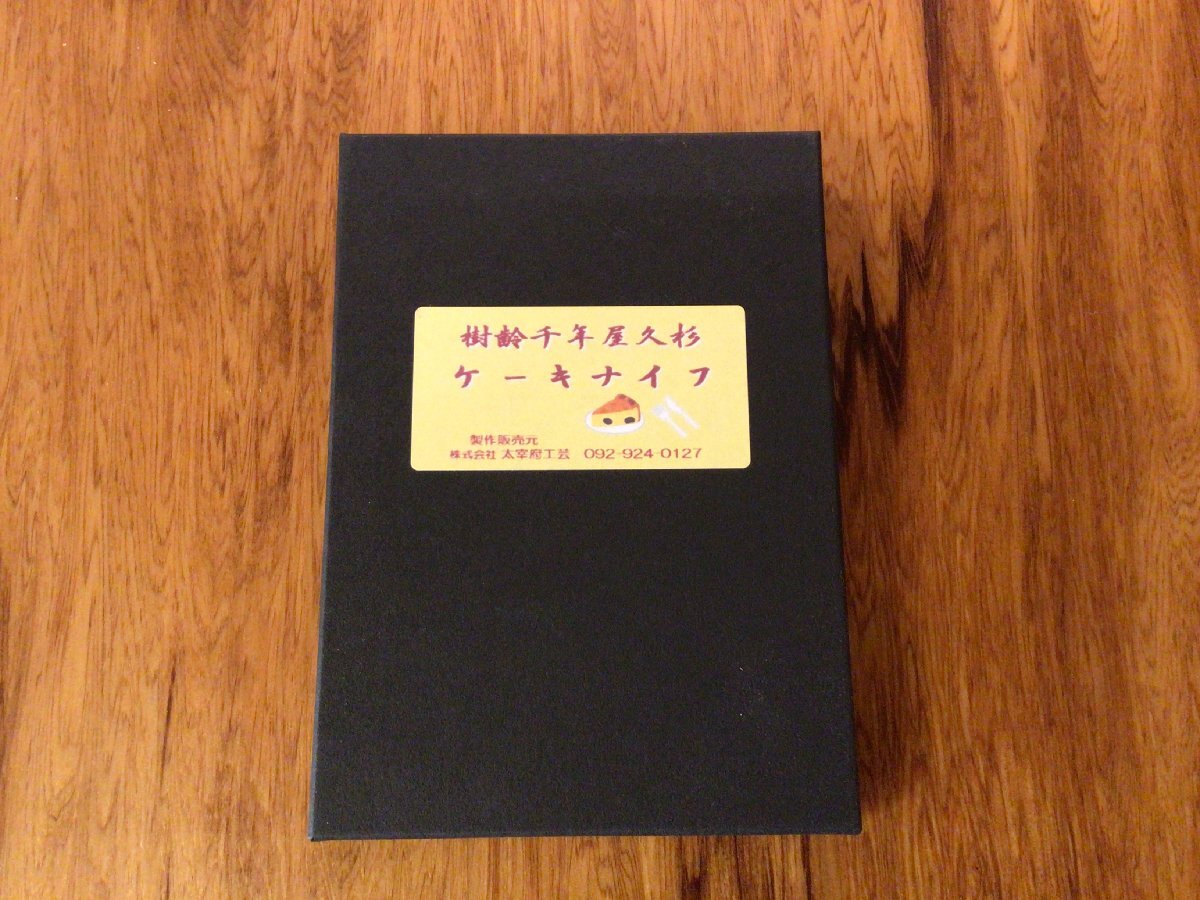 樹齢千年屋久杉
ケーキナイフ
製作販売元
株式会社 太宰府工芸 092-924-0127